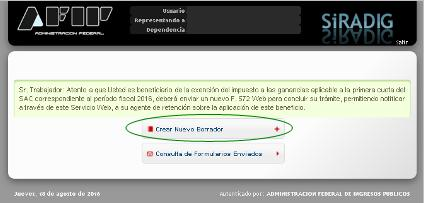 AFIP
ADMINISTRACION FEDERAL
Usuario
Representando a
Dependencia
SiRADIG
Salir
Sr. Trabajador: Atento a que Usted es beneficiario de la exención del impuesto a las ganancias aplicable a la primera cuota del
SAC correspondiente al período fiscal 2016, deberá enviar un nuevo F. 572 Web para concluir su trámite, permitiendo notificar
a través de este Servicio Web, a su agente de retención sobre la aplicación de este beneficio.
Crear Nuevo Borrador
Consulta de Formularios Enviados
Jueves, 18 de agosto de 2016
Autenticado por: ADMINISTRACION FEDERAL DE INGRESOS PUBLICOS